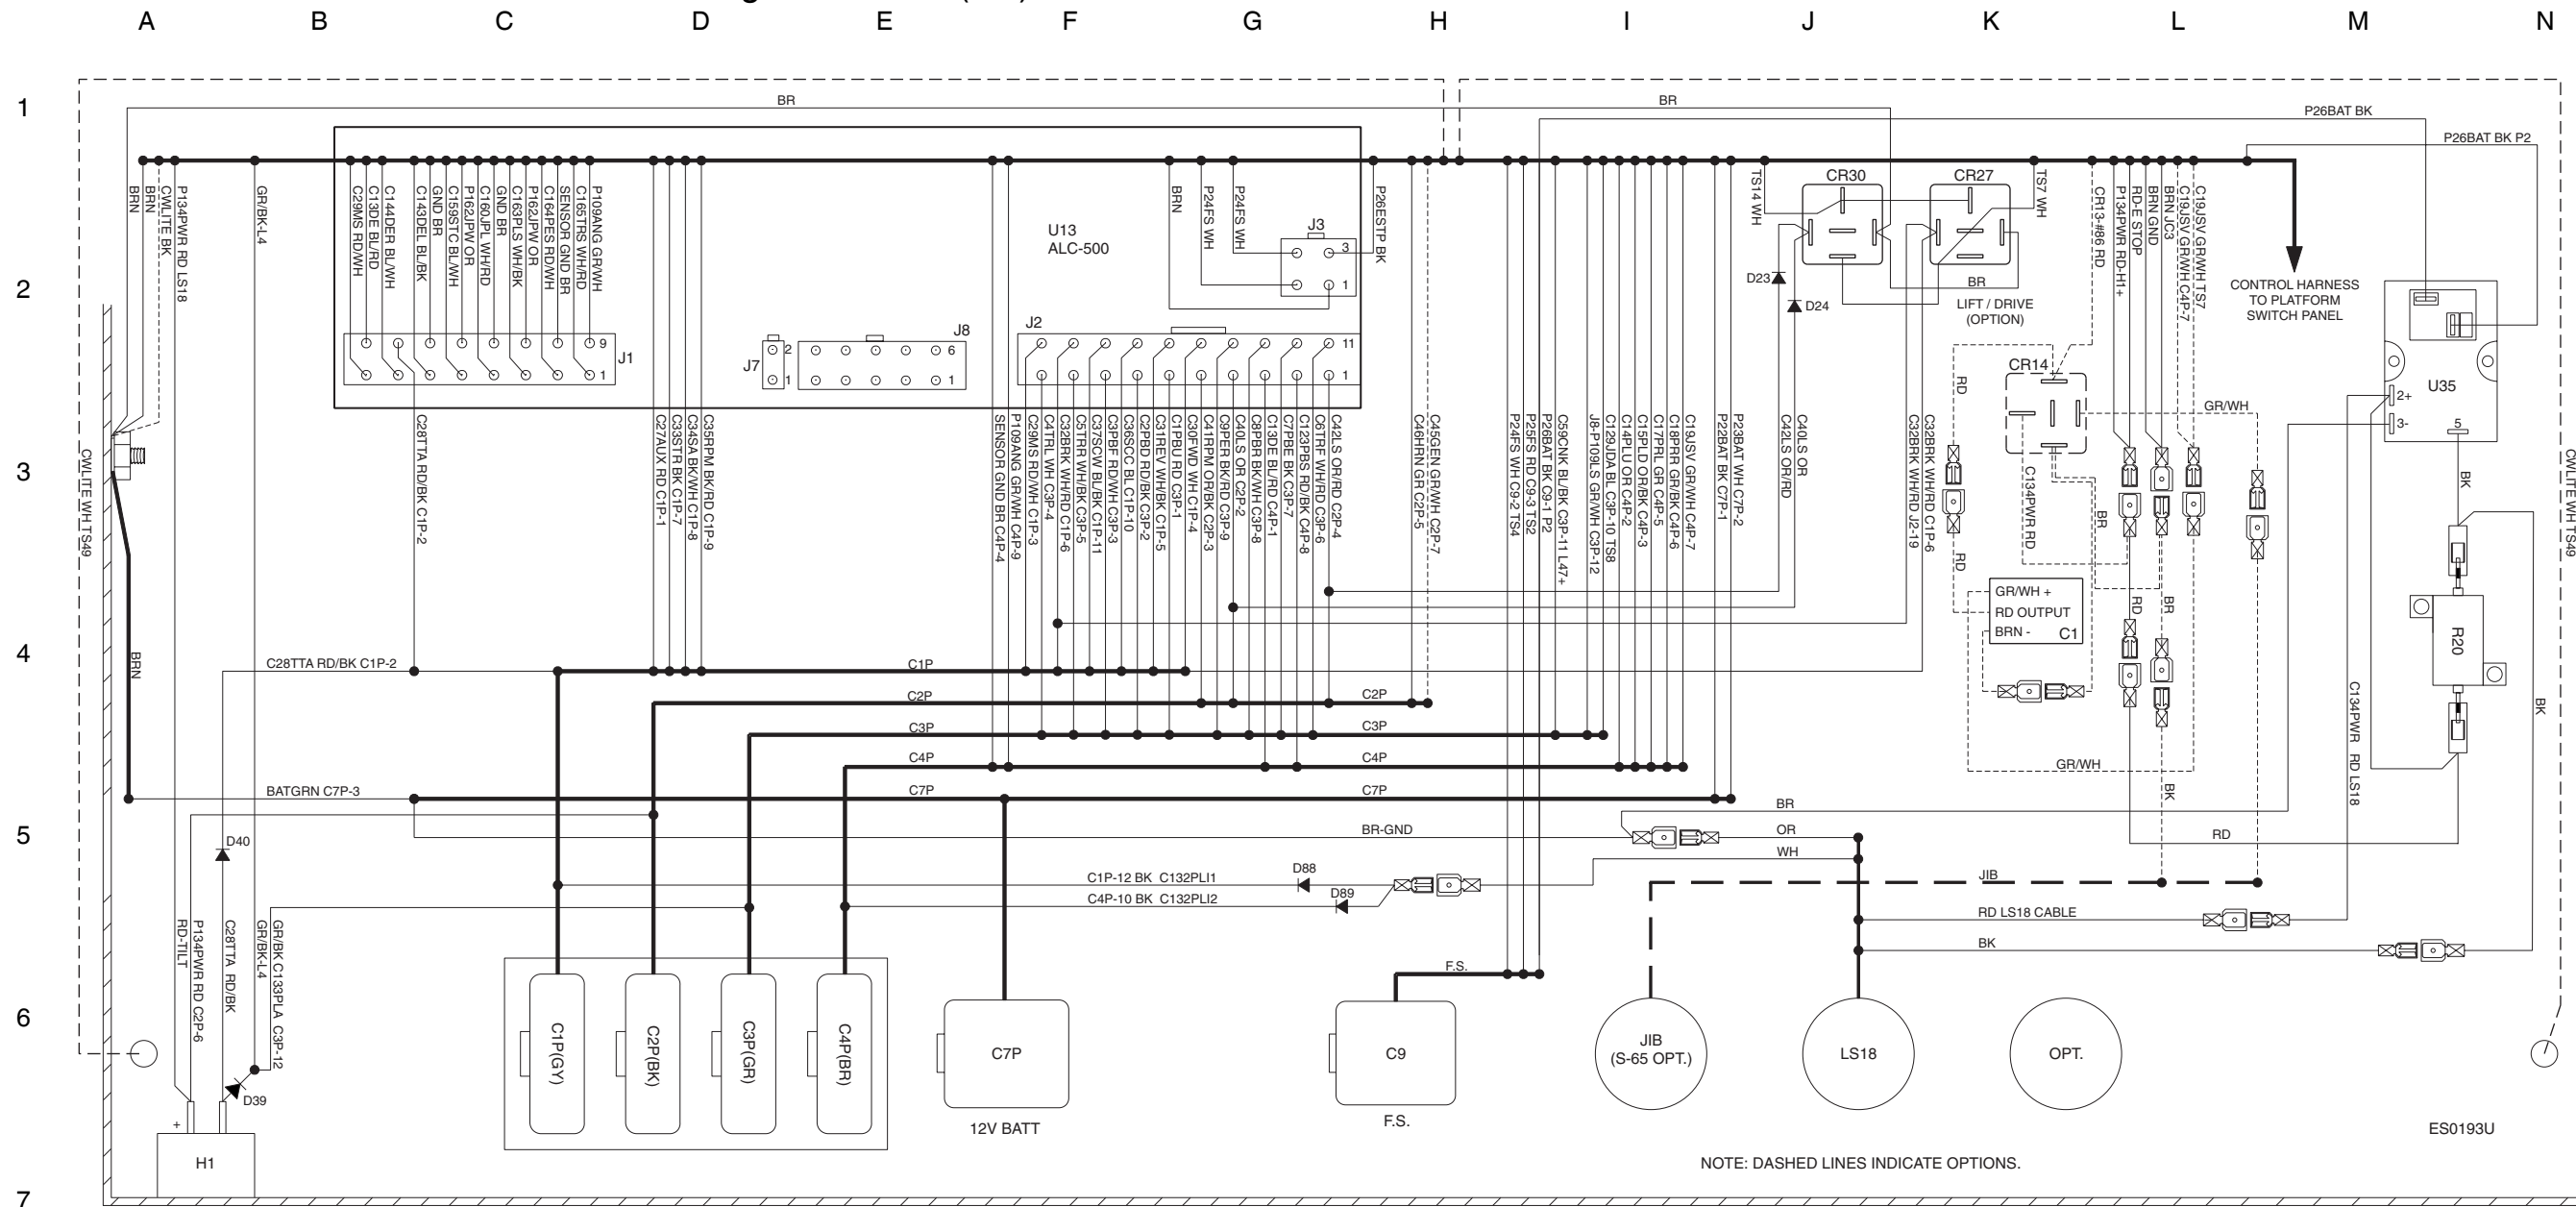 A B C D E F G H I J K L M N
1
2
3
4
5
6
7
BR
BR
P26BAT BK
P26BAT BK P2
BRN
BRN
CWLITE BK
P134PWR RD LS18
GR/BK-L4
C29MS RD/WH
C13DE BL/RD
C144DER BL/WH
C143DEL BL/BK
GND BR
C159STC BL/WH
P162JPW OR
C160JPL WH/RD
GND BR
C163PLS WH/BK
P162JPW OR
C164PES RD/WH
SENSOR GND BR
C165TRS WH/RD
P109ANG GR/WH
U13
ALC-500
BRN
P24FS WH
P24FS WH
J3
3
1
P26ESTP BK
TS14 WH
CR30
CR27
TS7 WH
D23
D24
BR
LIFT / DRIVE
(OPTION)
CR13-#86 RD
P134PWR RD-H1+
RD-E STOP
BRN GND
BRN JC3
C19JSV GR/WH C4P-7
C19JSV GR/WH TS7
CONTROL HARNESS
TO PLATFORM
SWITCH PANEL
9
J1
1
J7
2
1
J8
6
1
J2
11
1
CR14
RD
GR/WH
U35
2+
3-
5
CWLITE WH TS49
C28TTA RD/BK C1P-2
C27AUX RD C1P-1
C33STR BK C1P-7
C34SA BK/WH C1P-8
C35RPM BK/RD C1P-9
SENSOR GND BR C4P-4
P109ANG GR/WH C4P-9
C29MS RD/WH C1P-3
C4TRL WH C3P-4
C32BRK WH/RD C1P-6
C5TRR WH/BK C3P-5
C37SCW BL/BK C1P-11
C3PBF RD/WH C3P-3
C36SCC BL C1P-10
C2PBD RD/BK C3P-2
C31REV WH/BK C1P-5
C1PBU RD C3P-1
C30FWD WH C1P-4
C41RPM OR/BK C2P-3
C9PER BK/RD C3P-9
C40LS OR C2P-2
C8PBR BK/WH C3P-8
C13DE BL/RD C4P-1
C7PBE BK C3P-7
C123PBS RD/BK C4P-8
C6TRF WH/RD C3P-6
C42LS OR/RD C2P-4
C46HRN GR C2P-5
C45GEN GR/WH C2P-7
P24FS WH C9-2 TS4
P25FS RD C9-3 TS2
P26BAT BK C9-1 P2
C59CNK BL/BK C3P-11 L47+
J8-P109LS GR/WH C3P-12
C129JDA BL C3P-10 TS8
C14PLU OR C4P-2
C15PLD OR/BK C4P-3
C17PRL GR C4P-5
C18PRR GR/BK C4P-6
C19JSV GR/WH C4P-7
P22BAT BK C7P-1
P23BAT WH C7P-2
C42LS OR/RD
C40LS OR
C32BRK WH/RD J2-19
C32BRK WH/RD C1P-6
RD
C134PWR RD
BR
BK
CWLITE WH TS49
GR/WH +
RD OUTPUT
BRN -
C1
RD
BR
R20
BRN
C28TTA RD/BK C1P-2
C1P
C2P
C2P
C3P
C3P
C4P
C4P
GR/WH
C134PWR RD LS18
BK
BATGRN C7P-3
C7P
C7P
BK
BR
D40
BR-GND
OR
RD
WH
C1P-12 BK C132PLI1
D88
C4P-10 BK C132PLI2
D89
JIB
RD LS18 CABLE
BK
RD-TILT
P134PWR RD C2P-6
C28TTA RD/BK
GR/BK-L4
GR/BK C133PLA C3P-12
F.S.
C1P(GY)
C2P(BK)
C3P(GR)
C4P(BR)
C7P
C9
JIB
(S-65 OPT.)
LS18
OPT.
D39
+
12V BATT
F.S.
ES0193U
H1
NOTE: DASHED LINES INDICATE OPTIONS.